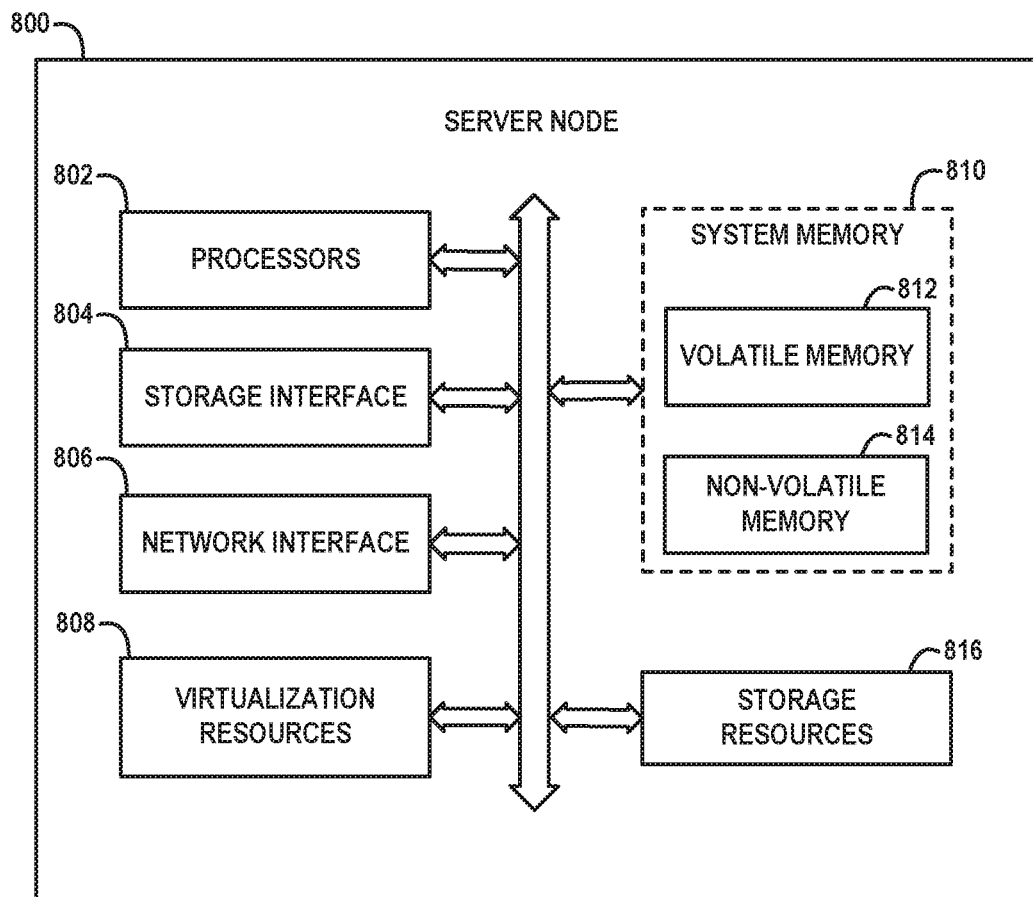 800
SERVER NODE
802
PROCESSORS
804
STORAGE INTERFACE
806
NETWORK INTERFACE
808
VIRTUALIZATION
RESOURCES
810
SYSTEM MEMORY
812
VOLATILE MEMORY
814
NON-VOLATILE
MEMORY
816
STORAGE
RESOURCES